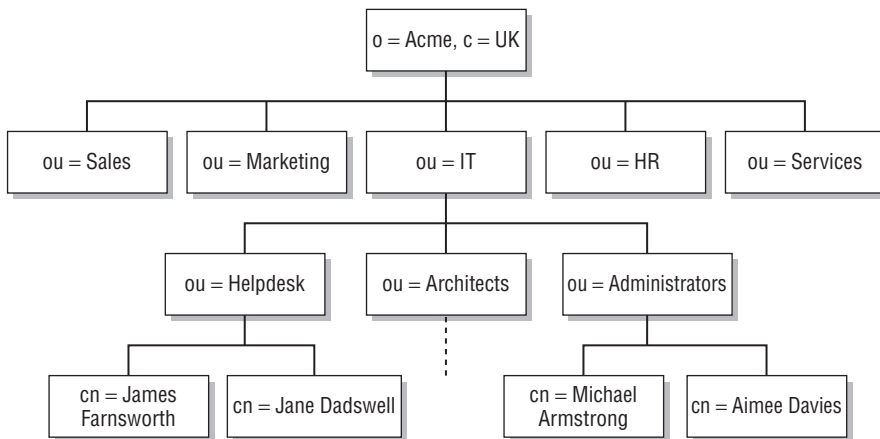 o = Acme, c = UK
ou = Sales
ou = Marketing
ou = IT
ou = HR
ou = Services
ou = Helpdesk
ou = Architects
ou = Administrators
cn = James
Farnsworth
cn = Jane Dadswell
cn = Michael
Armstrong
cn = Aimee Davies